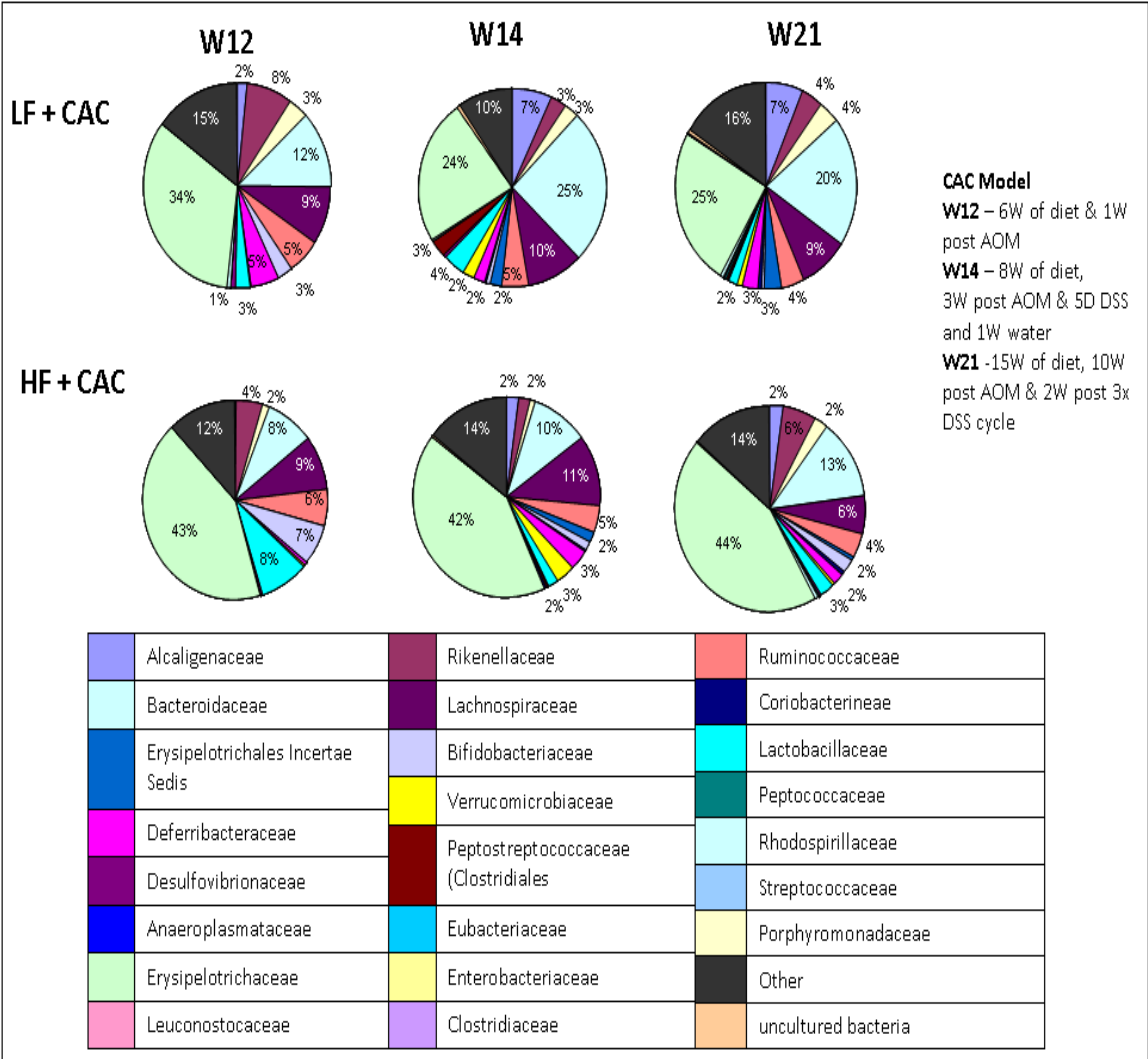 W12
W14
W21
LF + CAC
2%
8%
3%
12%
9%
5%
3%
5%
3%
1%
34%
15%
7%
3%
3%
25%
10%
5%
2%
2%
2%
4%
3%
24%
10%
7%
4%
4%
20%
9%
4%
3%
3%
2%
25%
16%
CAC Model
W12 – 6W of diet & 1W
post AOM
W14 – 8W of diet,
3W post AOM & 5D DSS
and 1W water
W21 -15W of diet, 10W
post AOM & 2W post 3x
DSS cycle
HF + CAC
4%
2%
8%
9%
6%
7%
8%
43%
12%
2%
2%
10%
11%
5%
2%
3%
3%
2%
42%
14%
2%
6%
2%
13%
6%
4%
2%
2%
3%
44%
14%
Alcaligenaceae
Rikenellaceae
Ruminococcaceae
Bacteroidaceae
Lachnospiraceae
Coriobacterineae
Erysipelotrichales Incertae
Sedis
Bifidobacteriaceae
Lactobacillaceae
Verrucomicrobiaceae
Peptococcaceae
Deferribacteraceae
Peptostreptococcaceae
(Clostridiales
Rhodospirillaceae
Desulfovibrionaceae
Streptococcaceae
Anaeroplasmataceae
Eubacteriaceae
Porphyromonadaceae
Erysipelotrichaceae
Enterobacteriaceae
Other
Leuconostocaceae
Clostridiaceae
uncultured bacteria